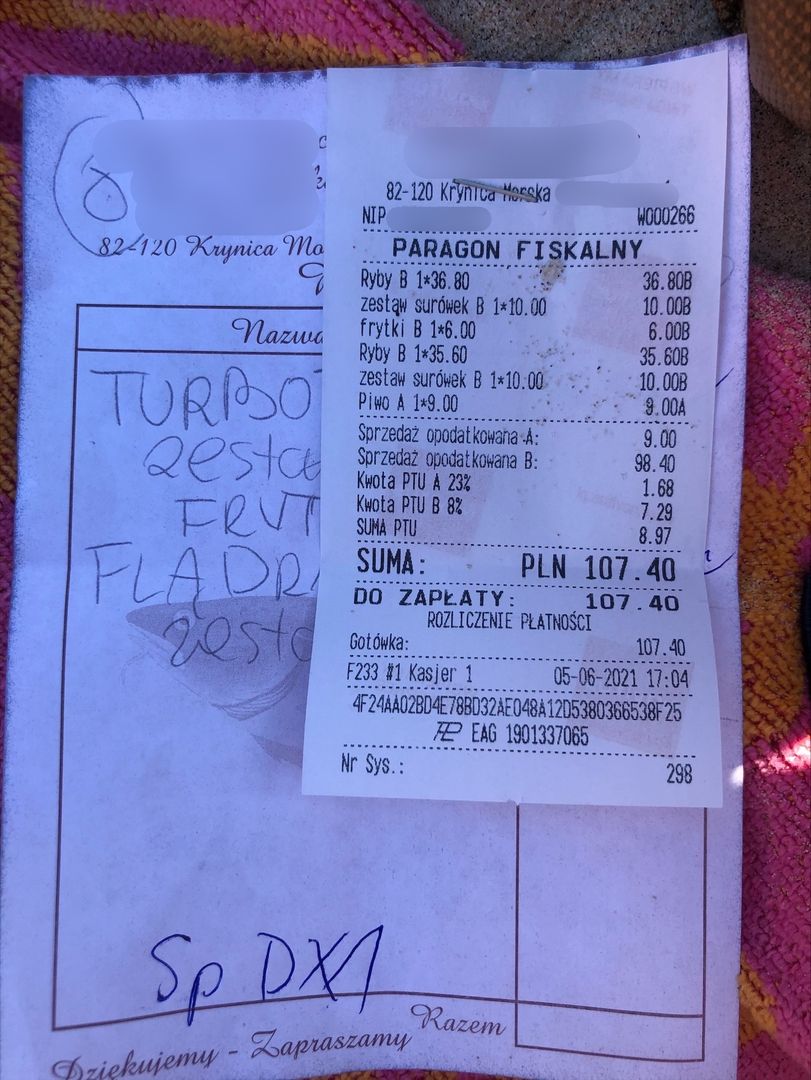 82-120 Krynica Mo
Nazwa
TURBO
zesta
FRYT
FLĄDR
zesta
Sp DX1
Razem
Dziękujemy - Zapraszamy
82-120 Krynica Morska
NIP W000266
PARAGON FISKALNY
Ryby B 1*36.80 36.80B
zestaw surówek B 1*10.00 10.00B
frytki B 1*6.00 6.00B
Ryby B 1*35.60 35.60B
zestaw surówek B 1*10.00 10.00B
Piwo A 1*9.00 9.00A
Sprzedaż opodatkowana A: 9.00
Sprzedaż opodatkowana B: 98.40
Kwota PTU A 23% 1.68
Kwota PTU B 8% 7.29
SUMA PTU 8.97
SUMA: PLN 107.40
DO ZAPŁATY: 107.40
ROZLICZENIE PŁATNOŚCI
Gotówka: 107.40
F233 #1 Kasjer 1 05-06-2021 17:04
4F24AA02BD4E78BD32AE048A12D5380366538F25
EAG 1901337065
Nr Sys.: 298